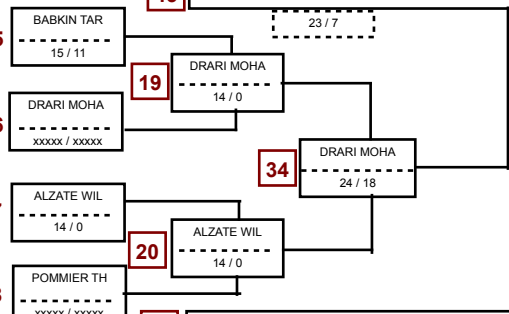 23 / 7
BABKIN TAR
15 / 11
19
DRARI MOHA
14 / 0
DRARI MOHA
xxxxx / xxxxx
34
DRARI MOHA
24 / 18
ALZATE WIL
14 / 0
20
ALZATE WIL
14 / 0
POMMIER TH
xxxxx / xxxxx